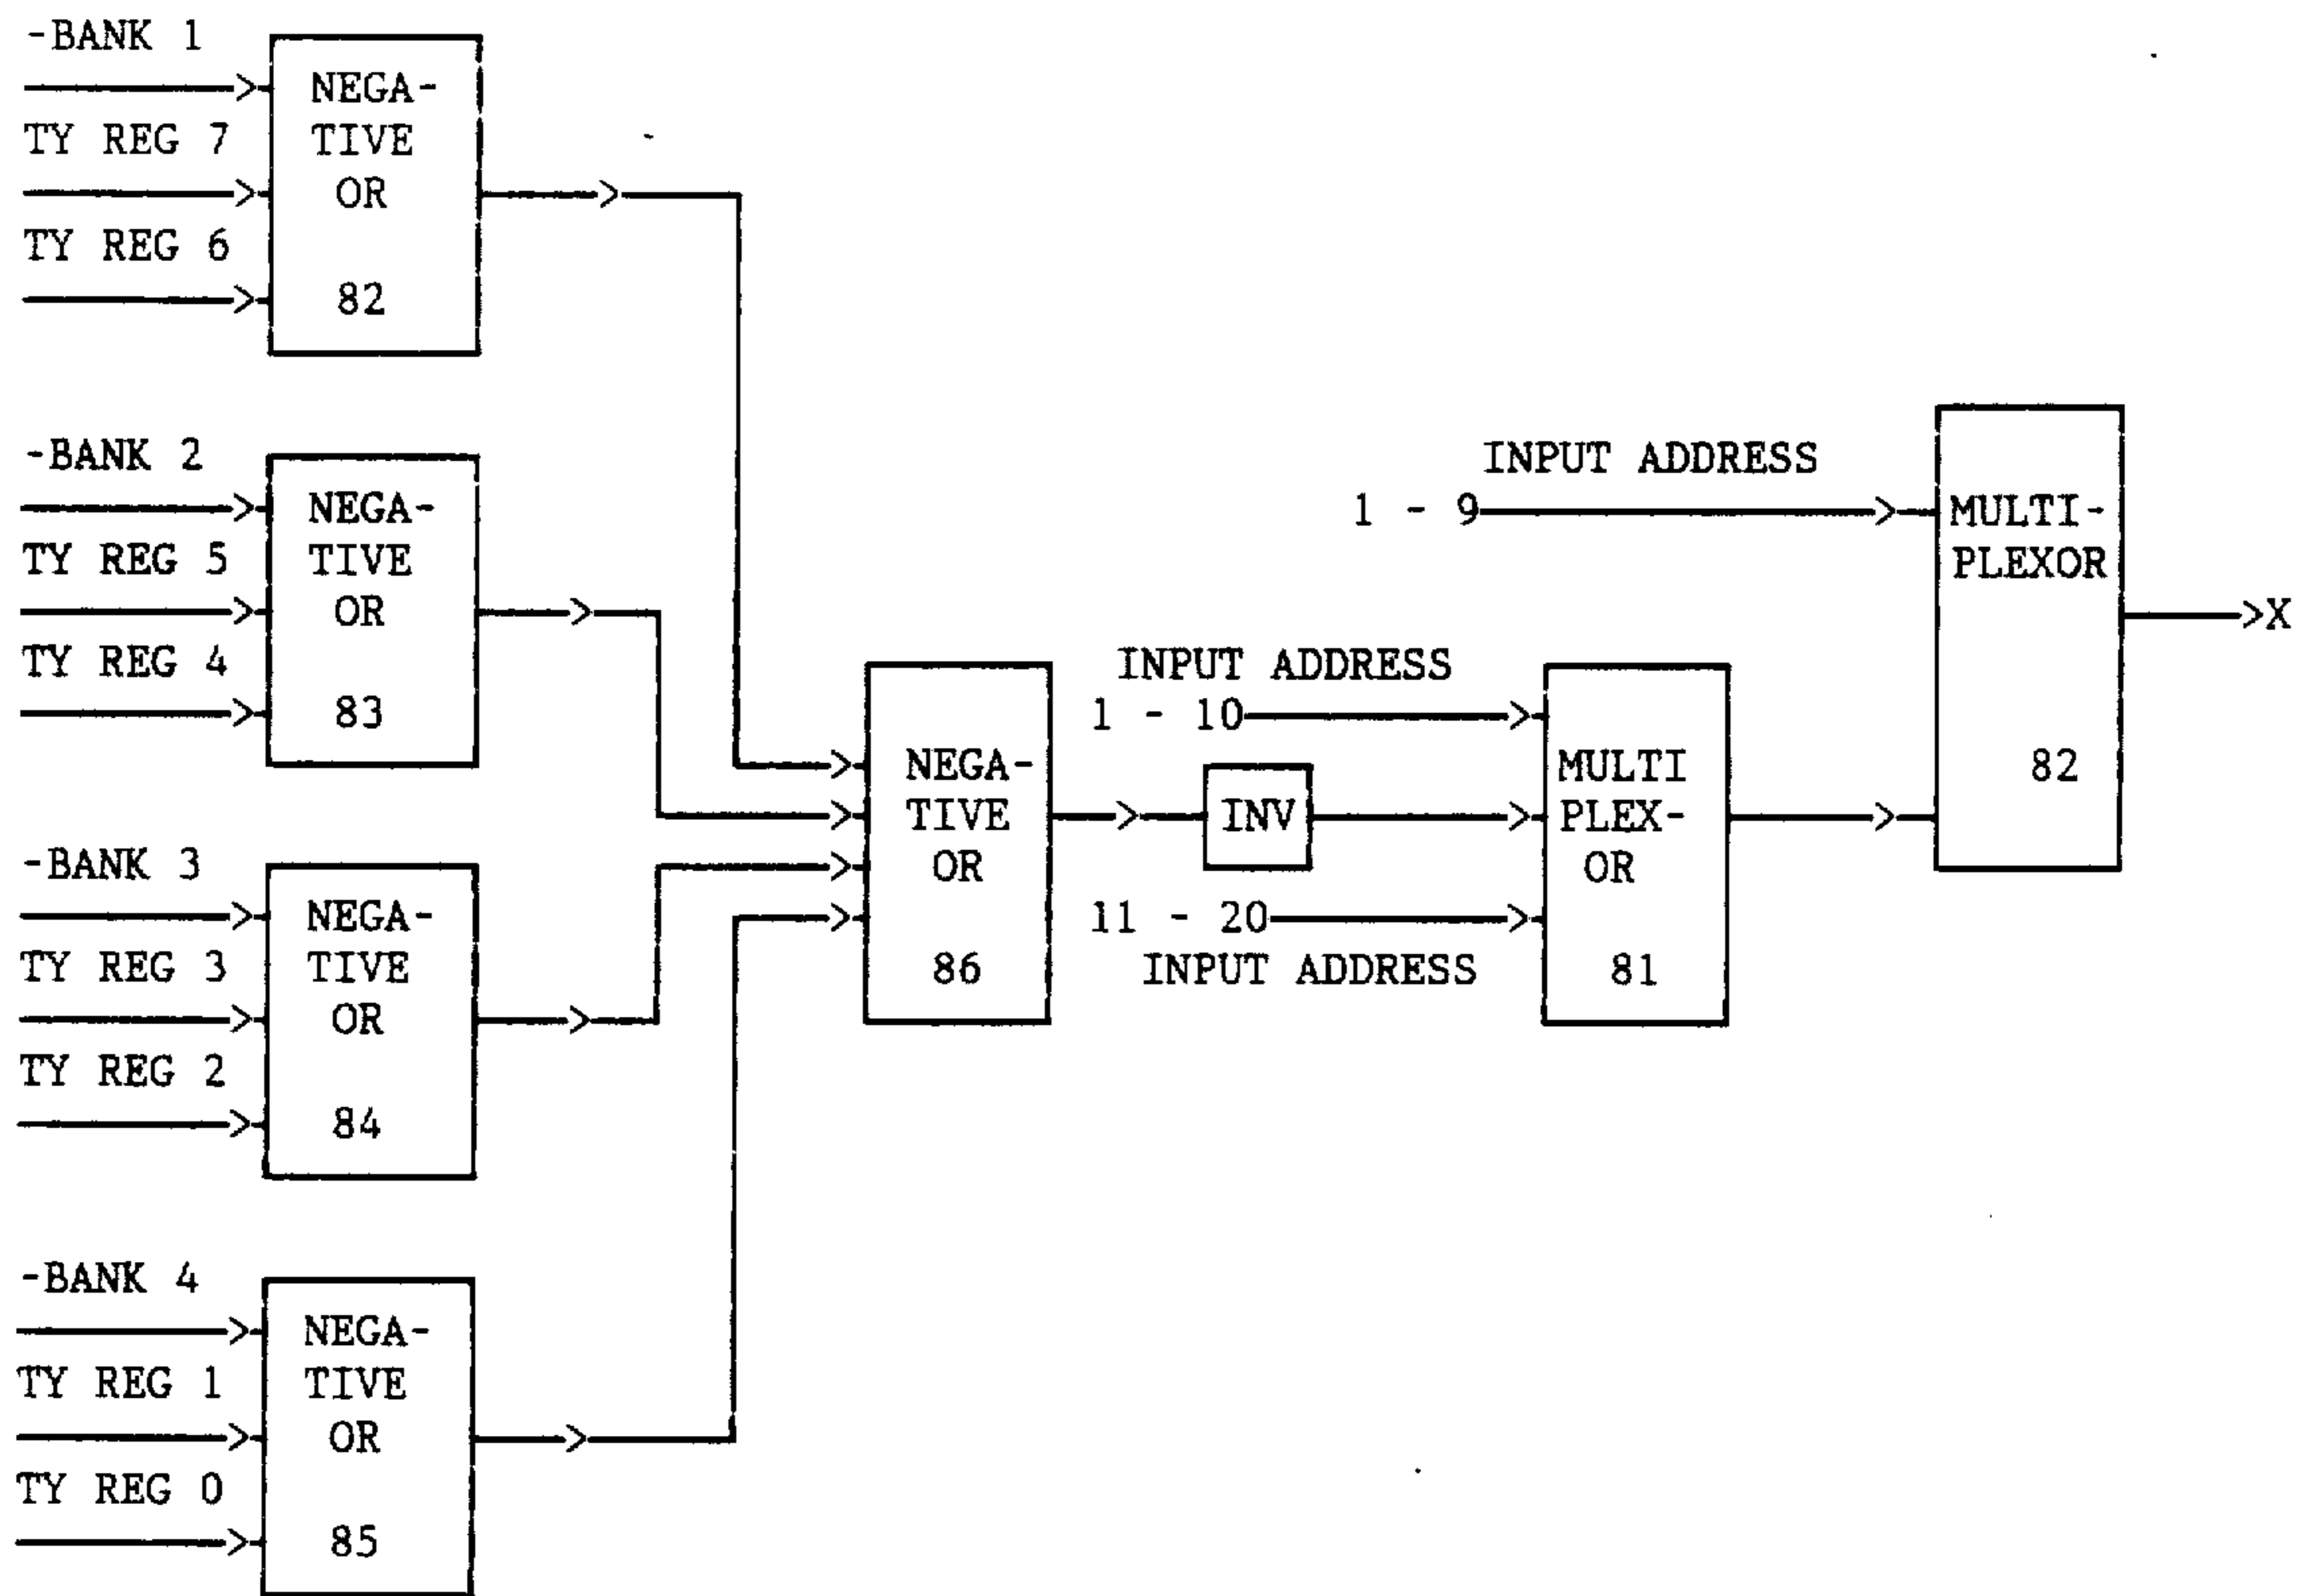 -BANK 1
TY REG 7
TY REG 6
NEGA-
TIVE
OR
82
-BANK 2
TY REG 5
TY REG 4
NEGA-
TIVE
OR
83
-BANK 3
TY REG 3
TY REG 2
NEGA-
TIVE
OR
84
-BANK 4
TY REG 1
TY REG 0
NEGA-
TIVE
OR
85
NEGA-
TIVE
OR
86
INPUT ADDRESS
1 - 10
INV
11 - 20
INPUT ADDRESS
MULTI
PLEX-
OR
81
INPUT ADDRESS
1 - 9
MULTI-
PLEXOR
82
X